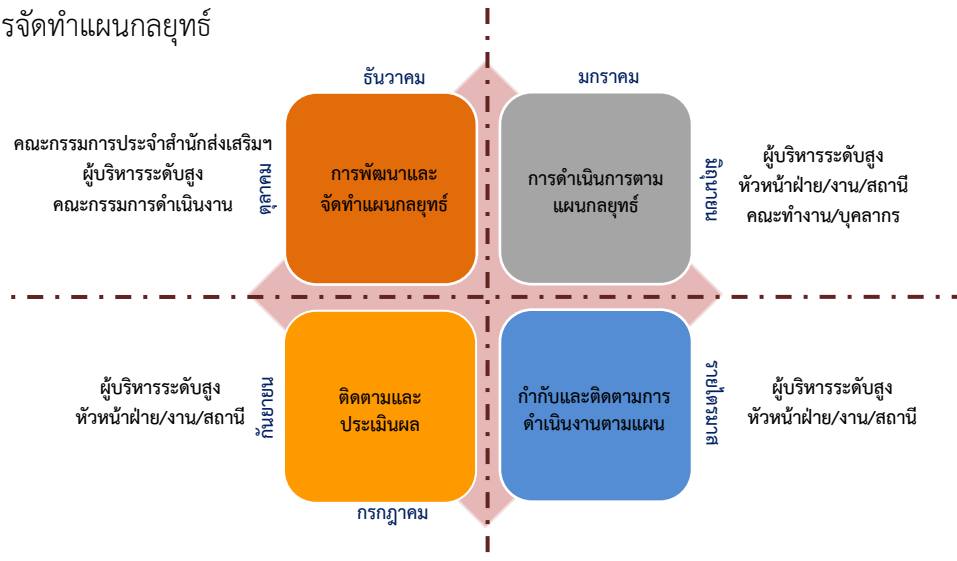 รจัดทำแผนกลยุทธ์
ธันวาคม
มกราคม
คณะกรรมการประจำสำนักส่งเสริมฯ
ผู้บริหารระดับสูง
คณะกรรมการดำเนินงาน
ตุลาคม
การพัฒนาและ
จัดทำแผนกลยุทธ์
การดำเนินการตาม
แผนกลยุทธ์
มิถุนายน
ผู้บริหารระดับสูง
หัวหน้าฝ่าย/งาน/สถานี
คณะทำงาน/บุคลากร
ผู้บริหารระดับสูง
หัวหน้าฝ่าย/งาน/สถานี
กันยายน
ติดตามและ
ประเมินผล
กำกับและติดตามการ
ดำเนินงานตามแผน
รายไตรมาส
ผู้บริหารระดับสูง
หัวหน้าฝ่าย/งาน/สถานี
กรกฎาคม